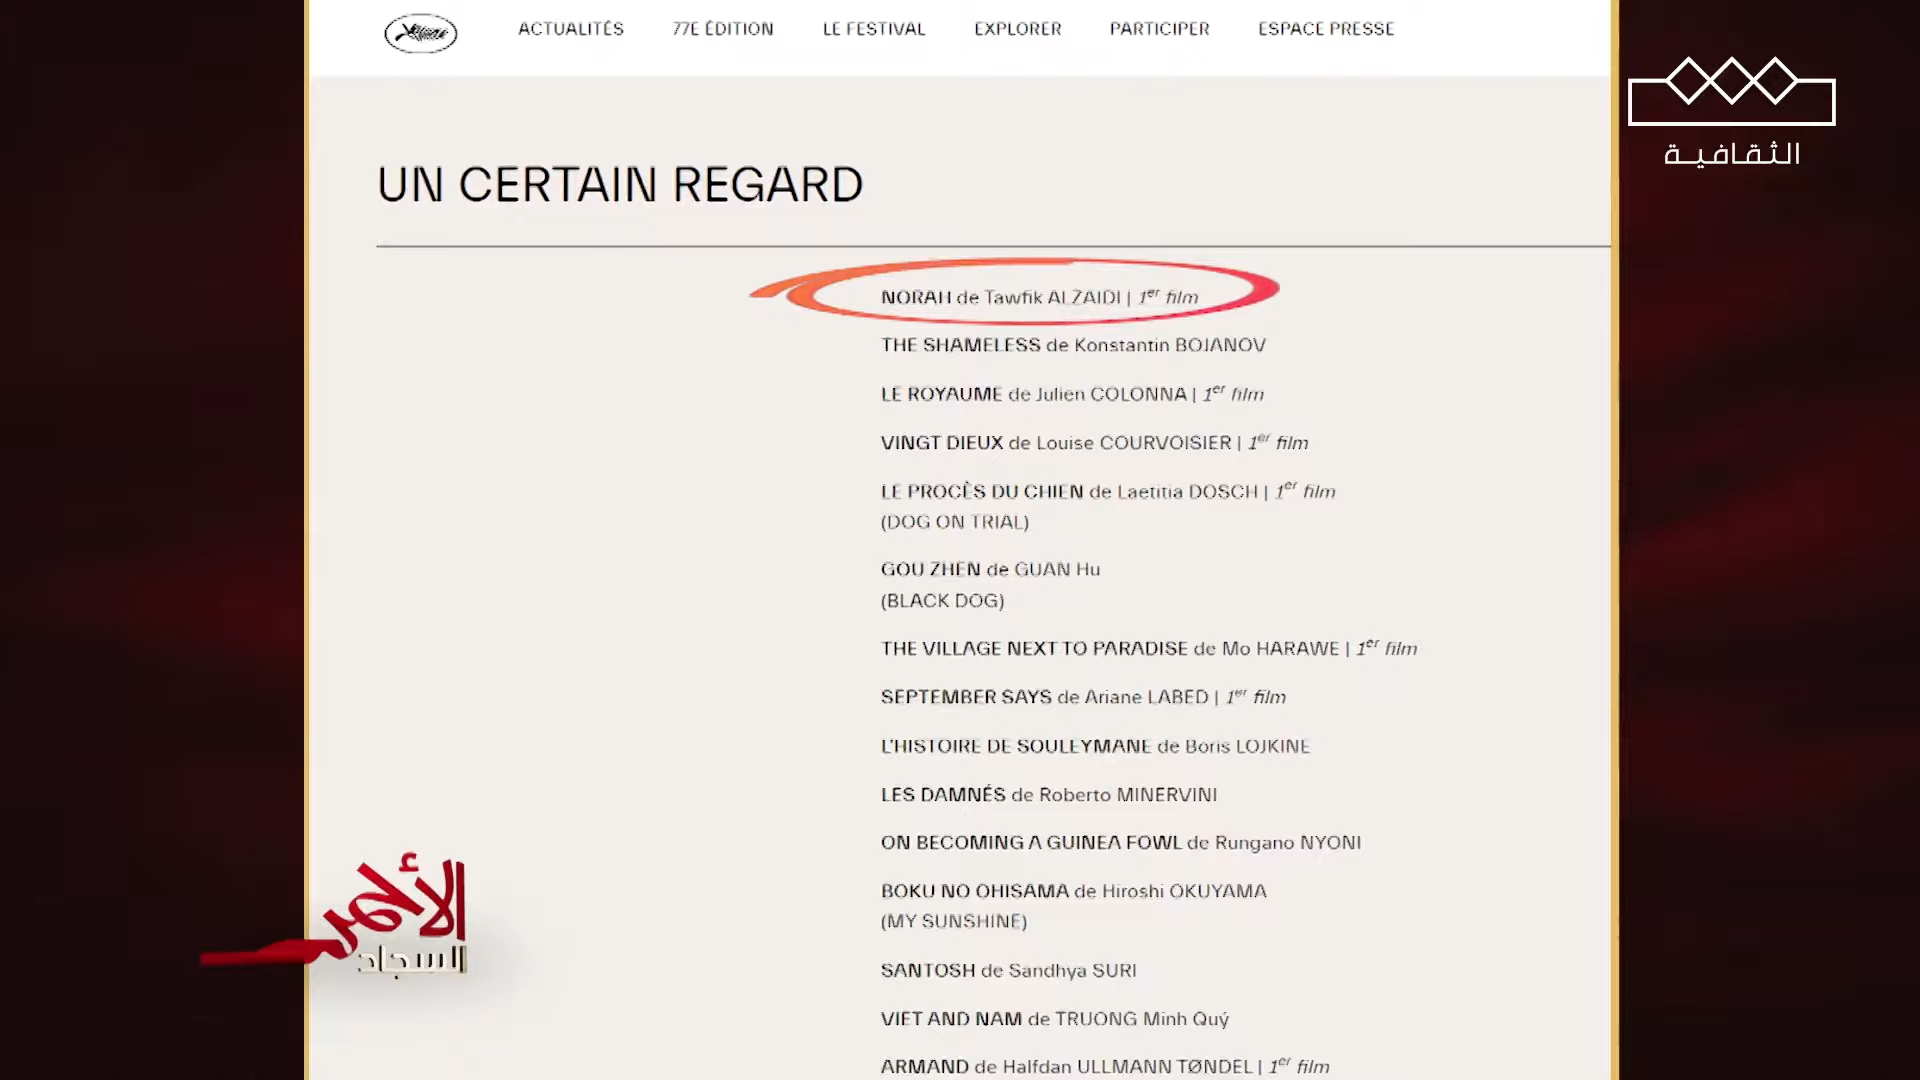 ACTUALITÉS 77E ÉDITION LE FESTIVAL EXPLORER PARTICIPER ESPACE PRESSE
الثقافية
UN CERTAIN REGARD
NORAH de Tawfik ALZAIDI | 1er film
THE SHAMELESS de Konstantin BOJANOV
LE ROYAUME de Julien COLONNA | 1er film
VINGT DIEUX de Louise COURVOISIER | 1er film
LE PROCÈS DU CHIEN de Laetitia DOSCH | 1er film
(DOG ON TRIAL)
GOU ZHEN de GUAN Hu
(BLACK DOG)
THE VILLAGE NEXT TO PARADISE de Mo HARAWE | 1er film
SEPTEMBER SAYS de Ariane LABED | 1er film
L'HISTOIRE DE SOULEYMANE de Boris LOJKINE
LES DAMNÉS de Roberto MINERVINI
ON BECOMING A GUINEA FOWL de Rungano NYONI
BOKU NO OHISAMA de Hiroshi OKUYAMA
(MY SUNSHINE)
SANTOSH de Sandhya SURI
VIET AND NAM de TRUONG Minh Quý
ARMAND de Halfdan ULLMANN TØNDEL | 1er film
الأحمر
السجاد